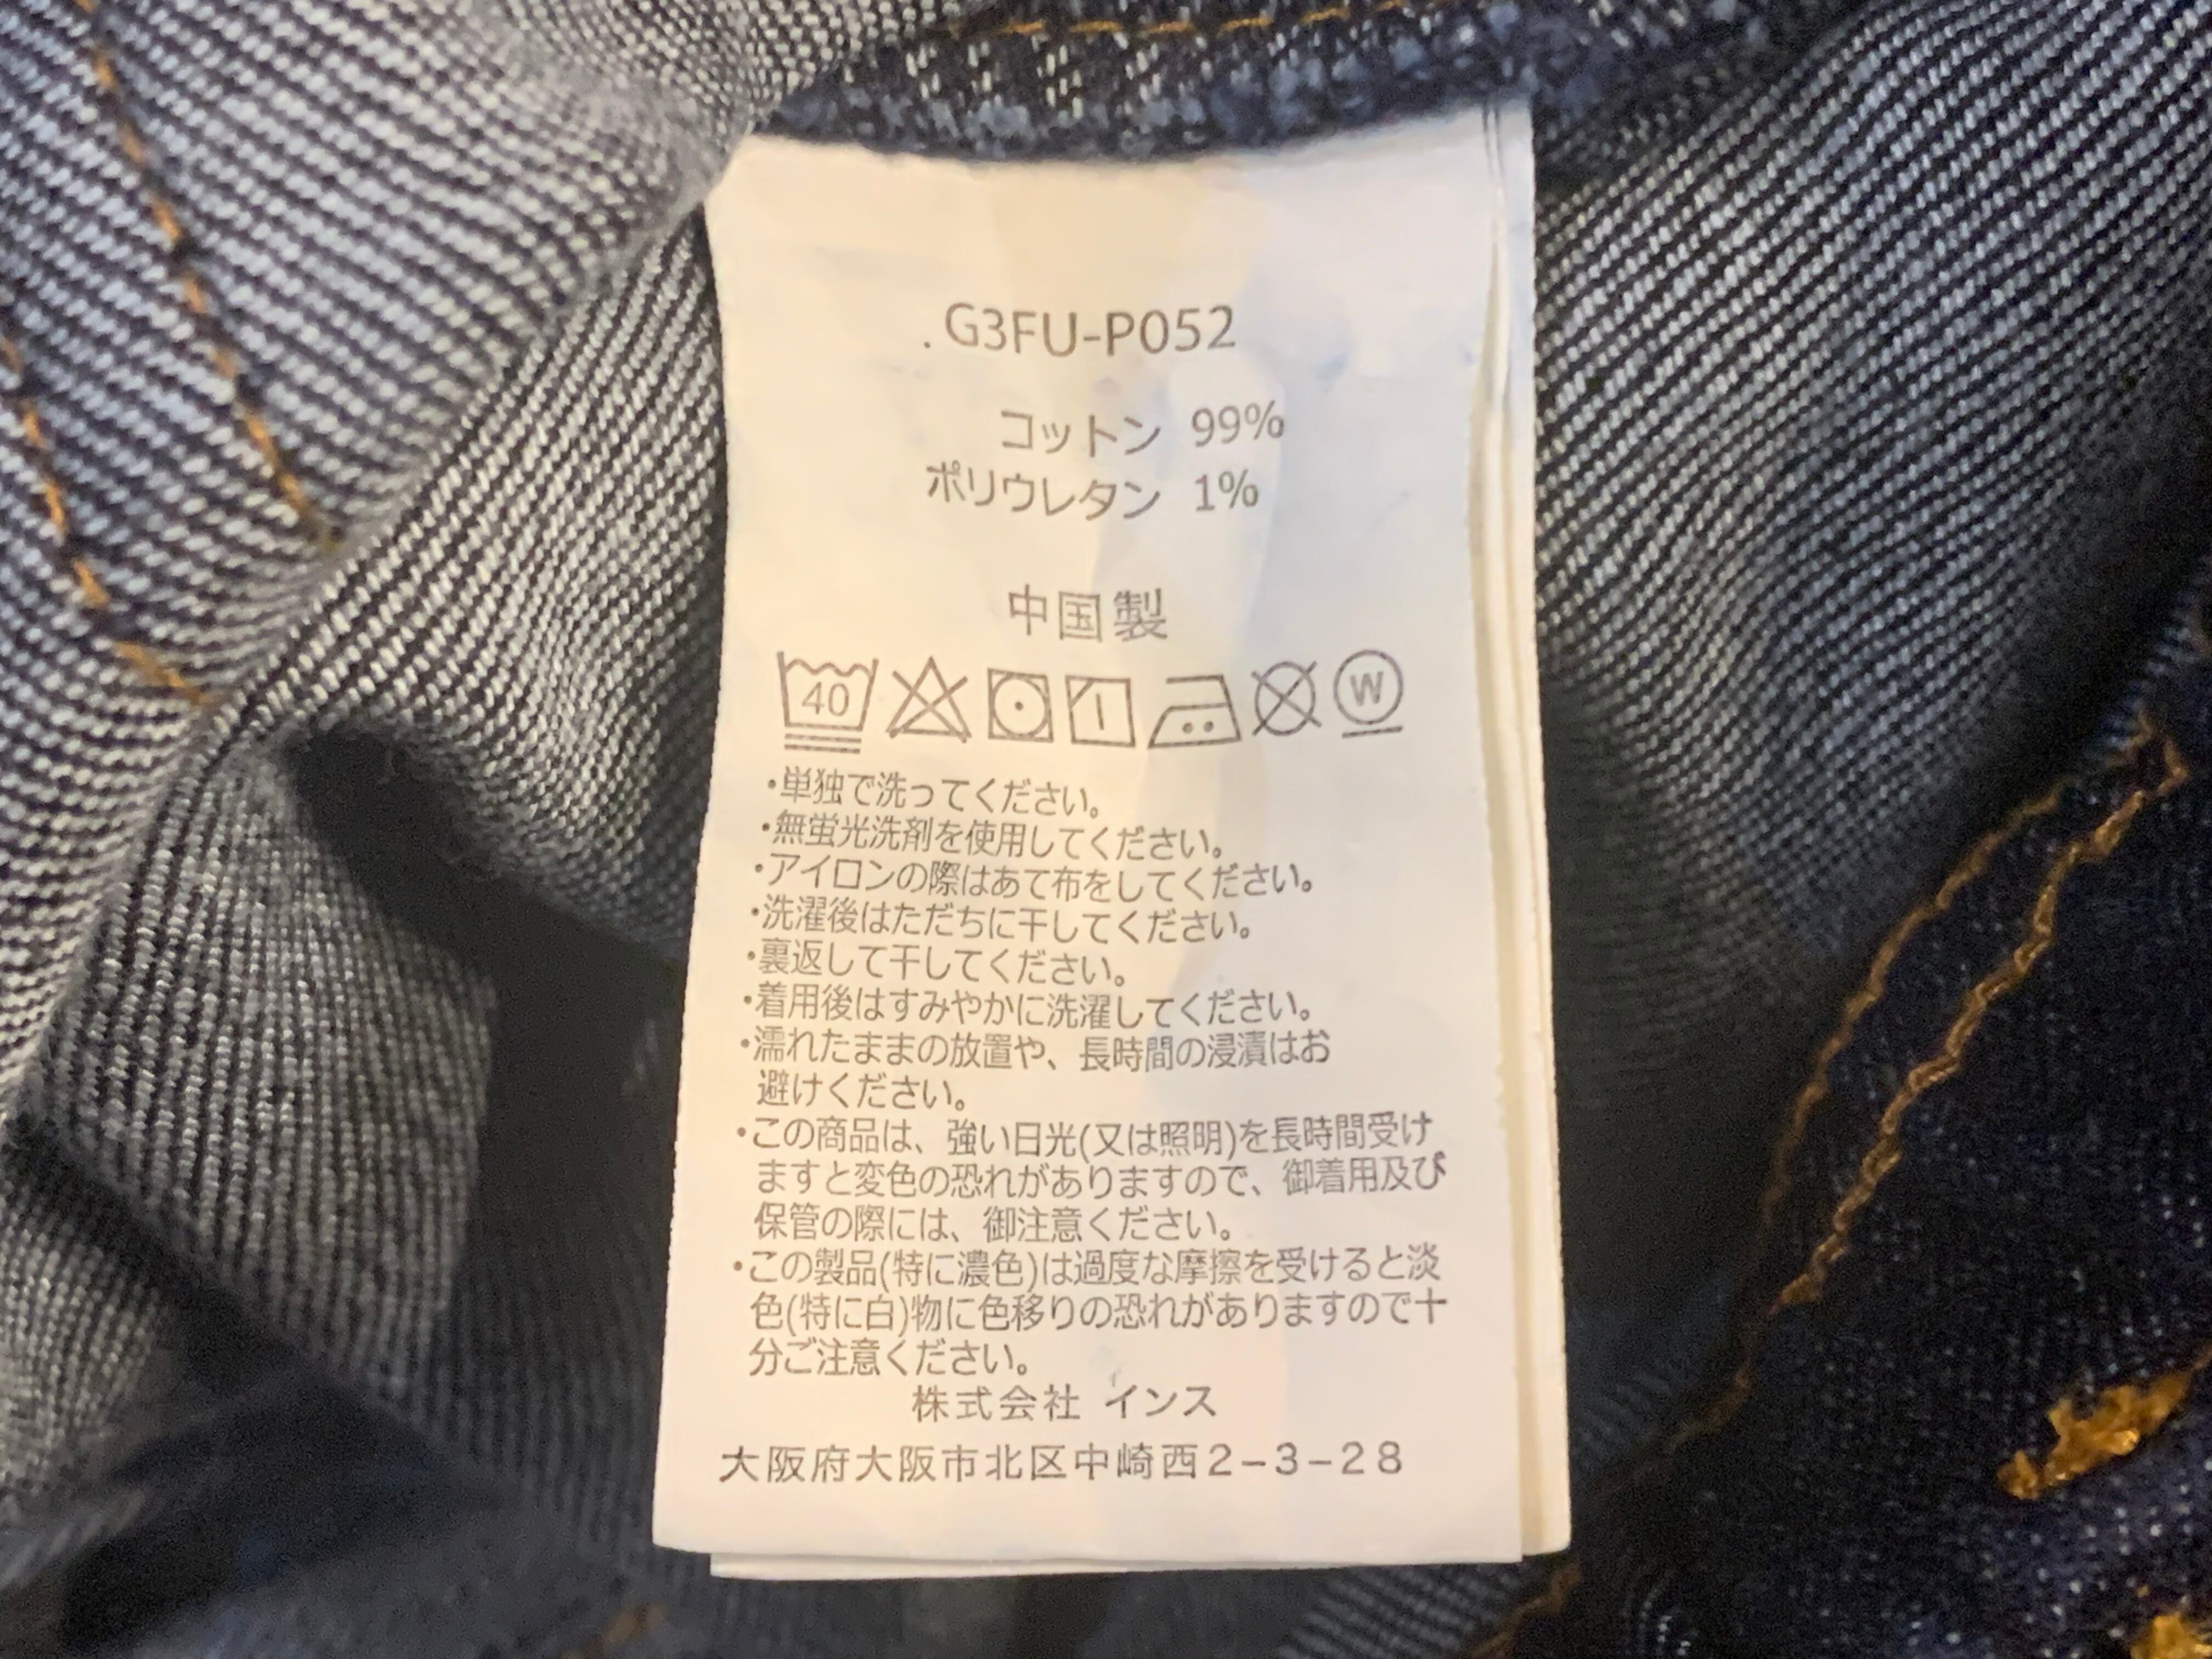 . G3FU-P052
コットン 99%
ポリウレタン 1%
中国製
40
W
・単独で洗ってください。
・無蛍光洗剤を使用してください。
・アイロンの際はあて布をしてください。
・洗濯後はただちに干してください。
・裏返して干してください。
・着用後はすみやかに洗濯してください。
・濡れたままの放置や、長時間の浸漬はお
避けください。
・この商品は、強い日光(又は照明)を長時間受け
ますと変色の恐れがありますので、御着用及び
保管の際には、御注意ください。
・この製品(特に濃色)は過度な摩擦を受けると淡
色(特に白)物に色移りの恐れがありますので十
分ご注意ください。
株式会社 インス
大阪府大阪市北区中崎西2-3-28